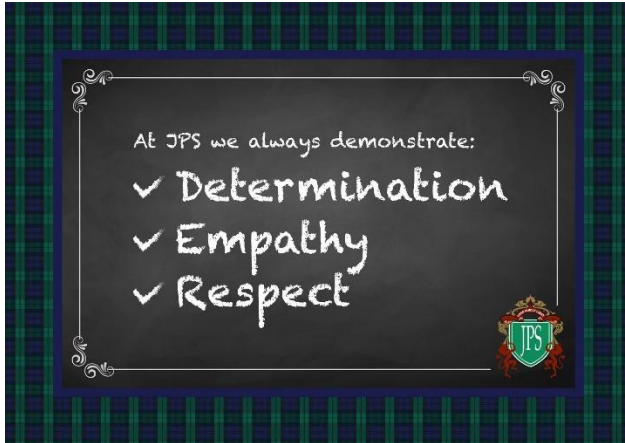 At JPS we always demonstrate:
✓ Determination
✓ Empathy
✓ Respect
JPS